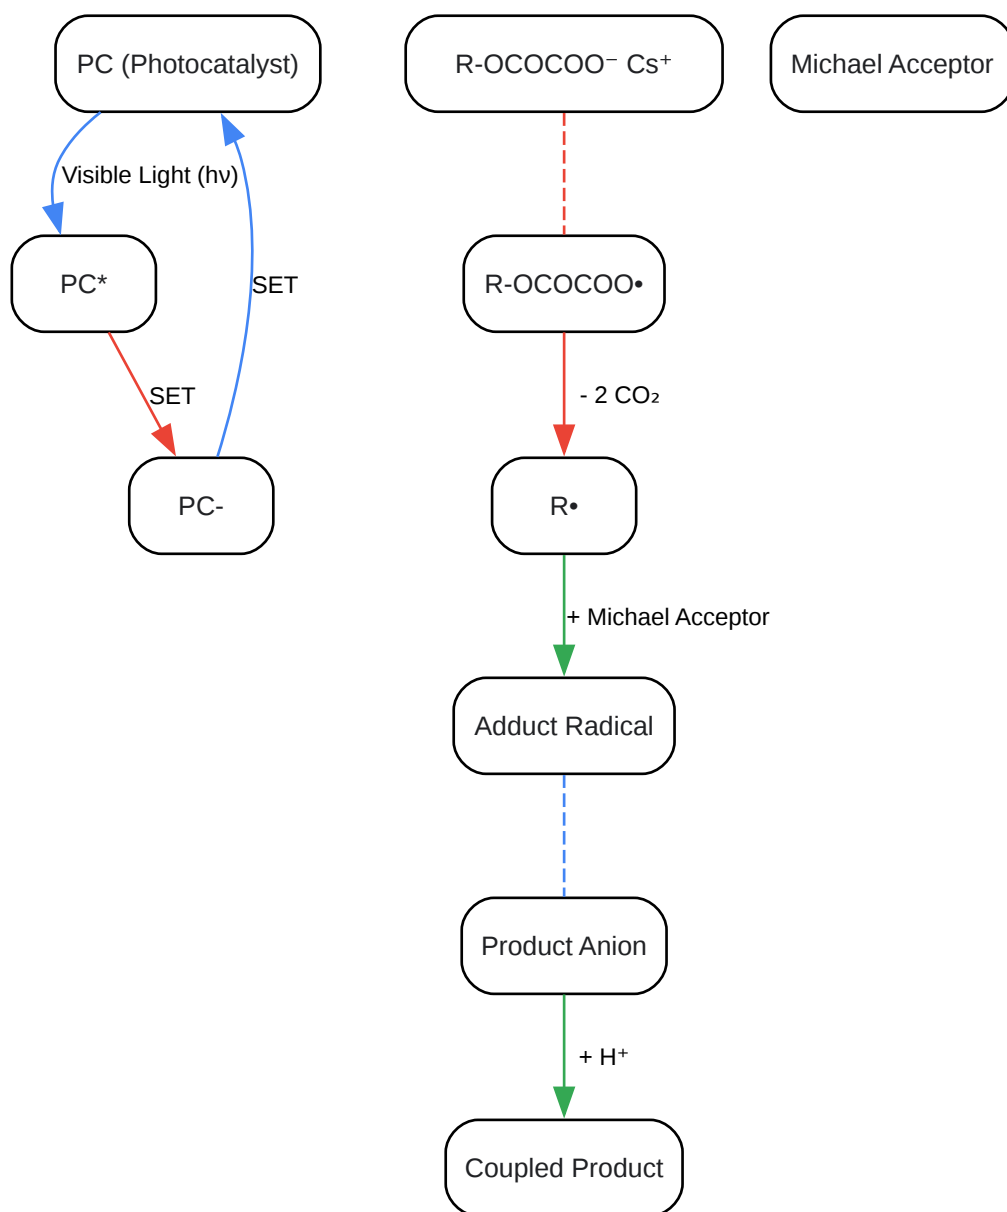 PC (Photocatalyst)
R-OCOCOO⁻ Cs⁺
Michael Acceptor
Visible Light (hν)
PC*
R-OCOCOO•
SET
SET
- 2 CO₂
PC-
R•
+ Michael Acceptor
Adduct Radical
Product Anion
+ H⁺
Coupled Product